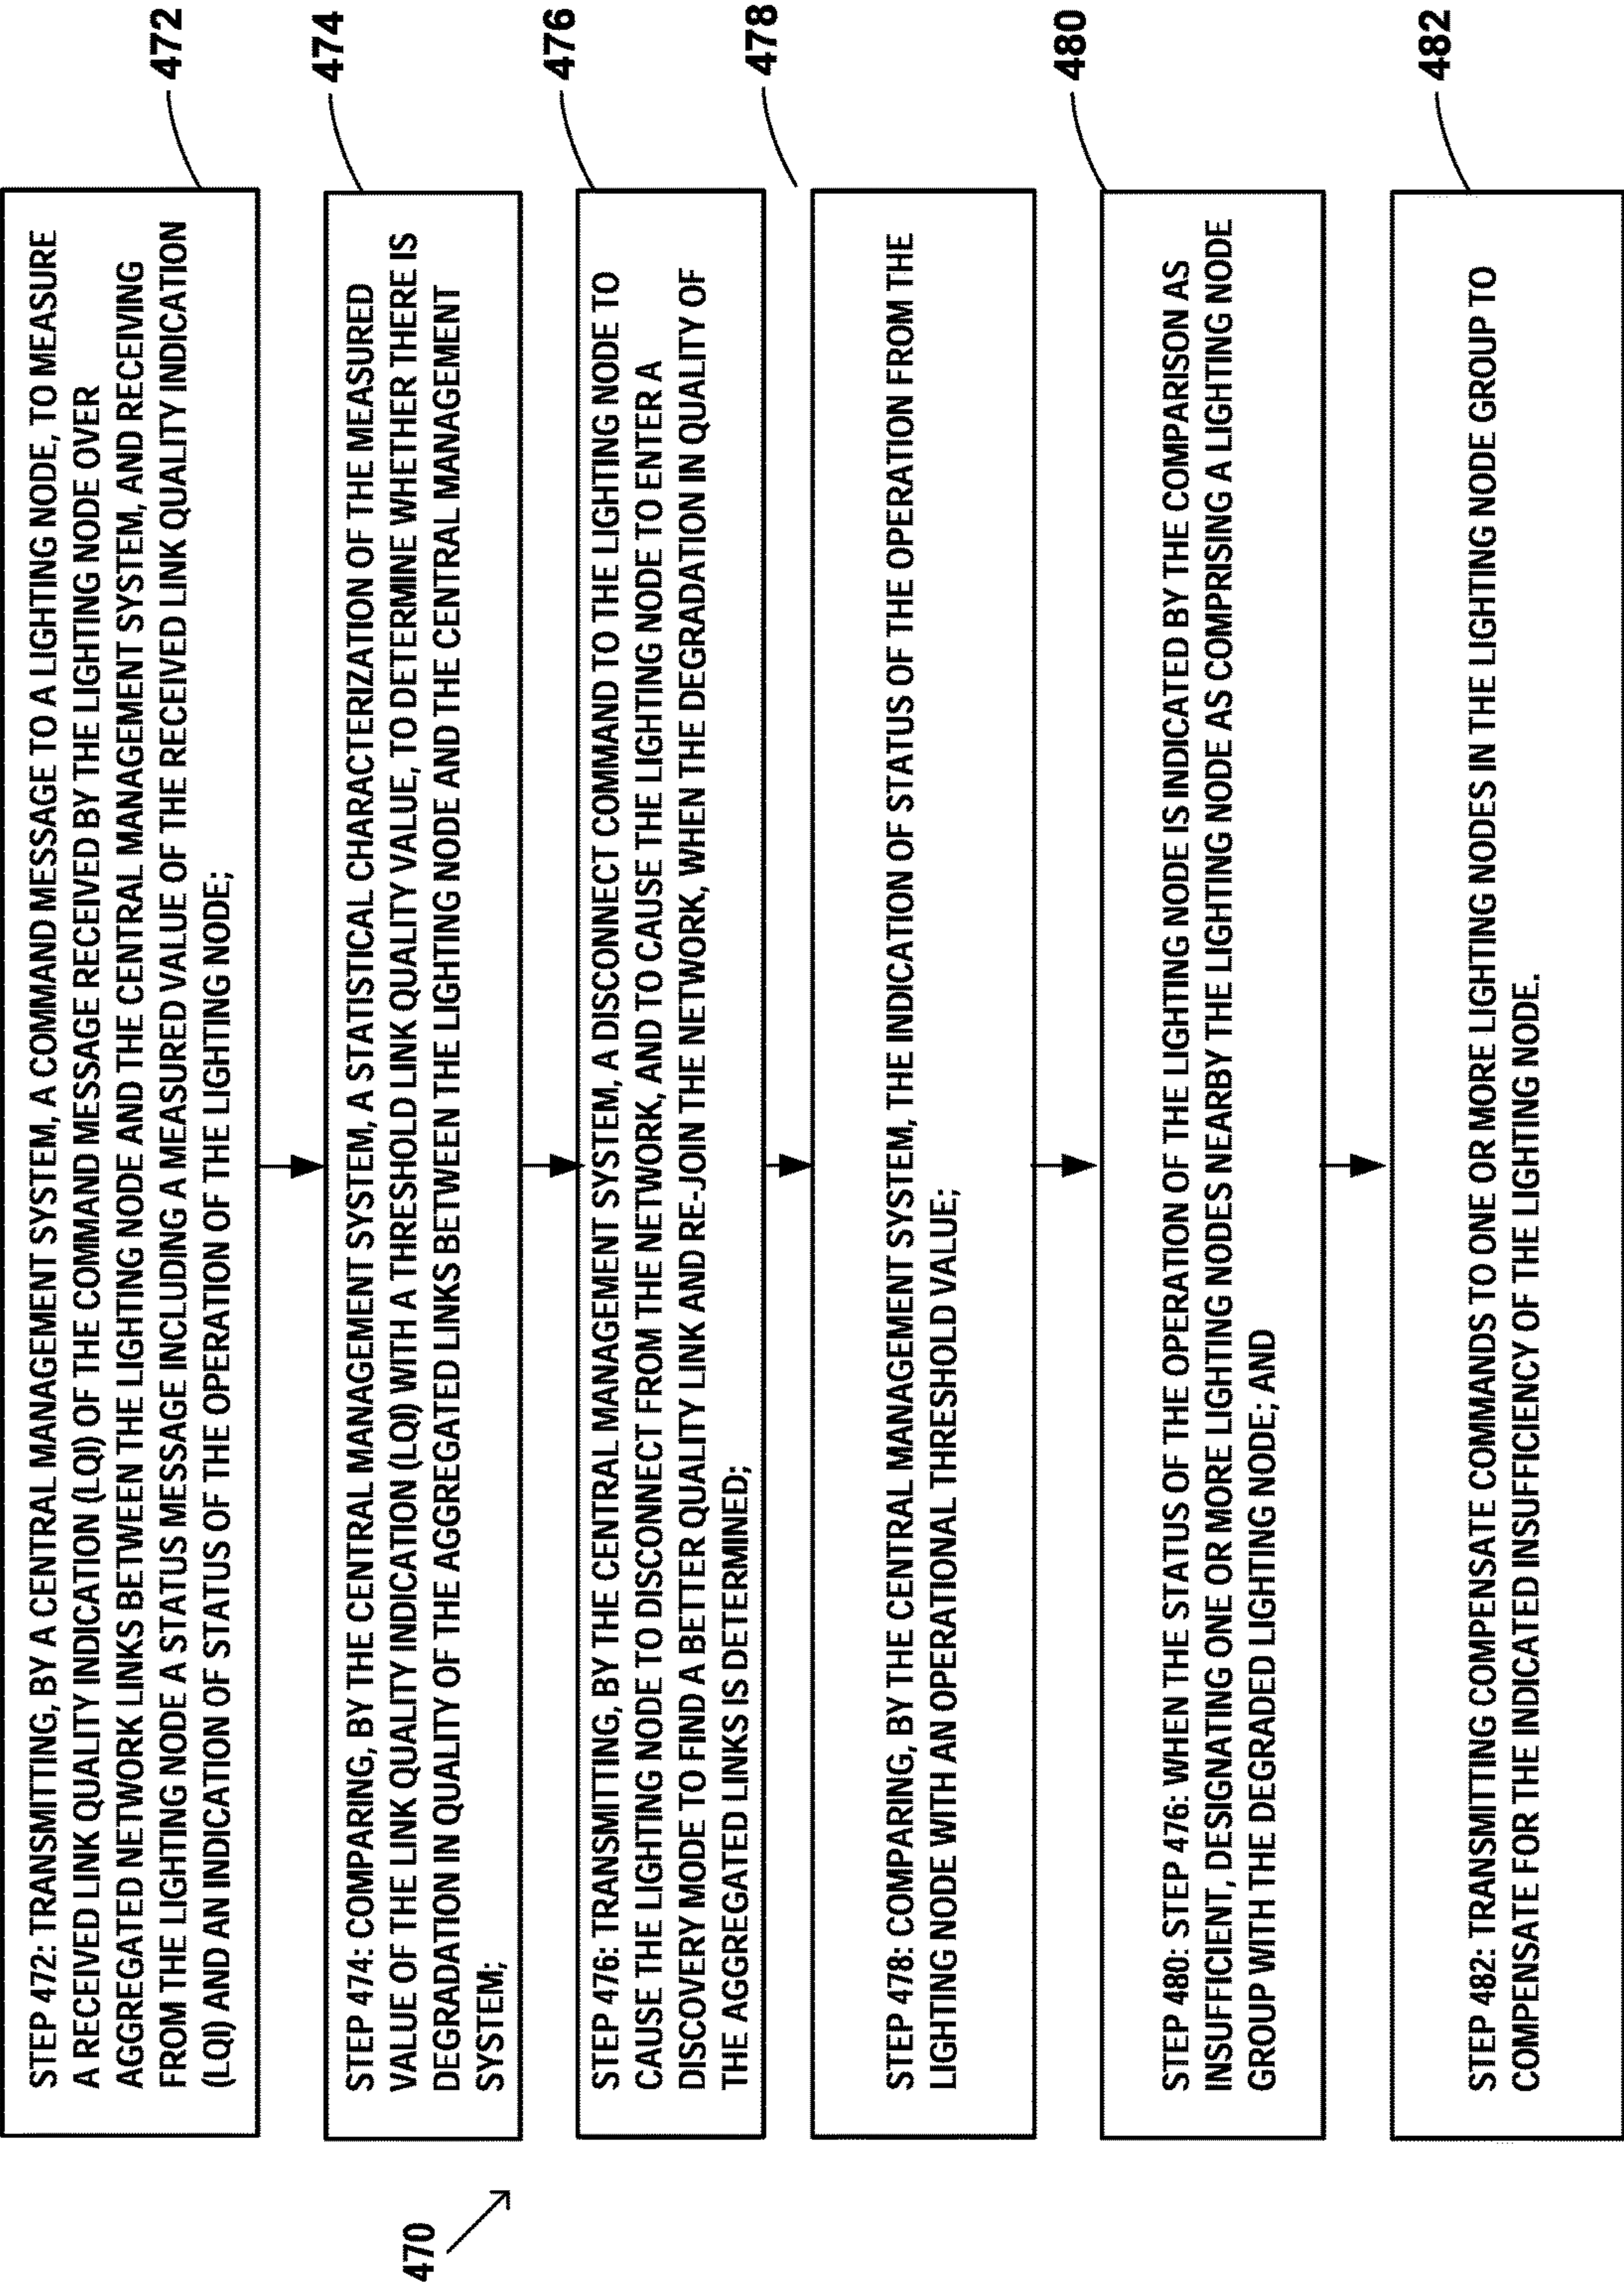 470
472
STEP 472: TRANSMITTING, BY A CENTRAL MANAGEMENT SYSTEM, A COMMAND MESSAGE TO A LIGHTING NODE, TO MEASURE
A RECEIVED LINK QUALITY INDICATION (LQI) OF THE COMMAND MESSAGE RECEIVED BY THE LIGHTING NODE OVER
AGGREGATED NETWORK LINKS BETWEEN THE LIGHTING NODE AND THE CENTRAL MANAGEMENT SYSTEM, AND RECEIVING
FROM THE LIGHTING NODE A STATUS MESSAGE INCLUDING A MEASURED VALUE OF THE RECEIVED LINK QUALITY INDICATION
(LQI) AND AN INDICATION OF STATUS OF THE OPERATION OF THE LIGHTING NODE;
474
STEP 474: COMPARING, BY THE CENTRAL MANAGEMENT SYSTEM, A STATISTICAL CHARACTERIZATION OF THE MEASURED
VALUE OF THE LINK QUALITY INDICATION (LQI) WITH A THRESHOLD LINK QUALITY VALUE, TO DETERMINE WHETHER THERE IS
DEGRADATION IN QUALITY OF THE AGGREGATED LINKS BETWEEN THE LIGHTING NODE AND THE CENTRAL MANAGEMENT
SYSTEM;
476
STEP 476: TRANSMITTING, BY THE CENTRAL MANAGEMENT SYSTEM, A DISCONNECT COMMAND TO THE LIGHTING NODE TO
CAUSE THE LIGHTING NODE TO DISCONNECT FROM THE NETWORK, AND TO CAUSE THE LIGHTING NODE TO ENTER A
DISCOVERY MODE TO FIND A BETTER QUALITY LINK AND RE-JOIN THE NETWORK, WHEN THE DEGRADATION IN QUALITY OF
THE AGGREGATED LINKS IS DETERMINED;
478
STEP 478: COMPARING, BY THE CENTRAL MANAGEMENT SYSTEM, THE INDICATION OF STATUS OF THE OPERATION FROM THE
LIGHTING NODE WITH AN OPERATIONAL THRESHOLD VALUE;
480
STEP 480: STEP 476: WHEN THE STATUS OF THE OPERATION OF THE LIGHTING NODE IS INDICATED BY THE COMPARISON AS
INSUFFICIENT, DESIGNATING ONE OR MORE LIGHTING NODES NEARBY THE LIGHTING NODE AS COMPRISING A LIGHTING NODE
GROUP WITH THE DEGRADED LIGHTING NODE; AND
482
STEP 482: TRANSMITTING COMPENSATE COMMANDS TO ONE OR MORE LIGHTING NODES IN THE LIGHTING NODE GROUP TO
COMPENSATE FOR THE INDICATED INSUFFICIENCY OF THE LIGHTING NODE.